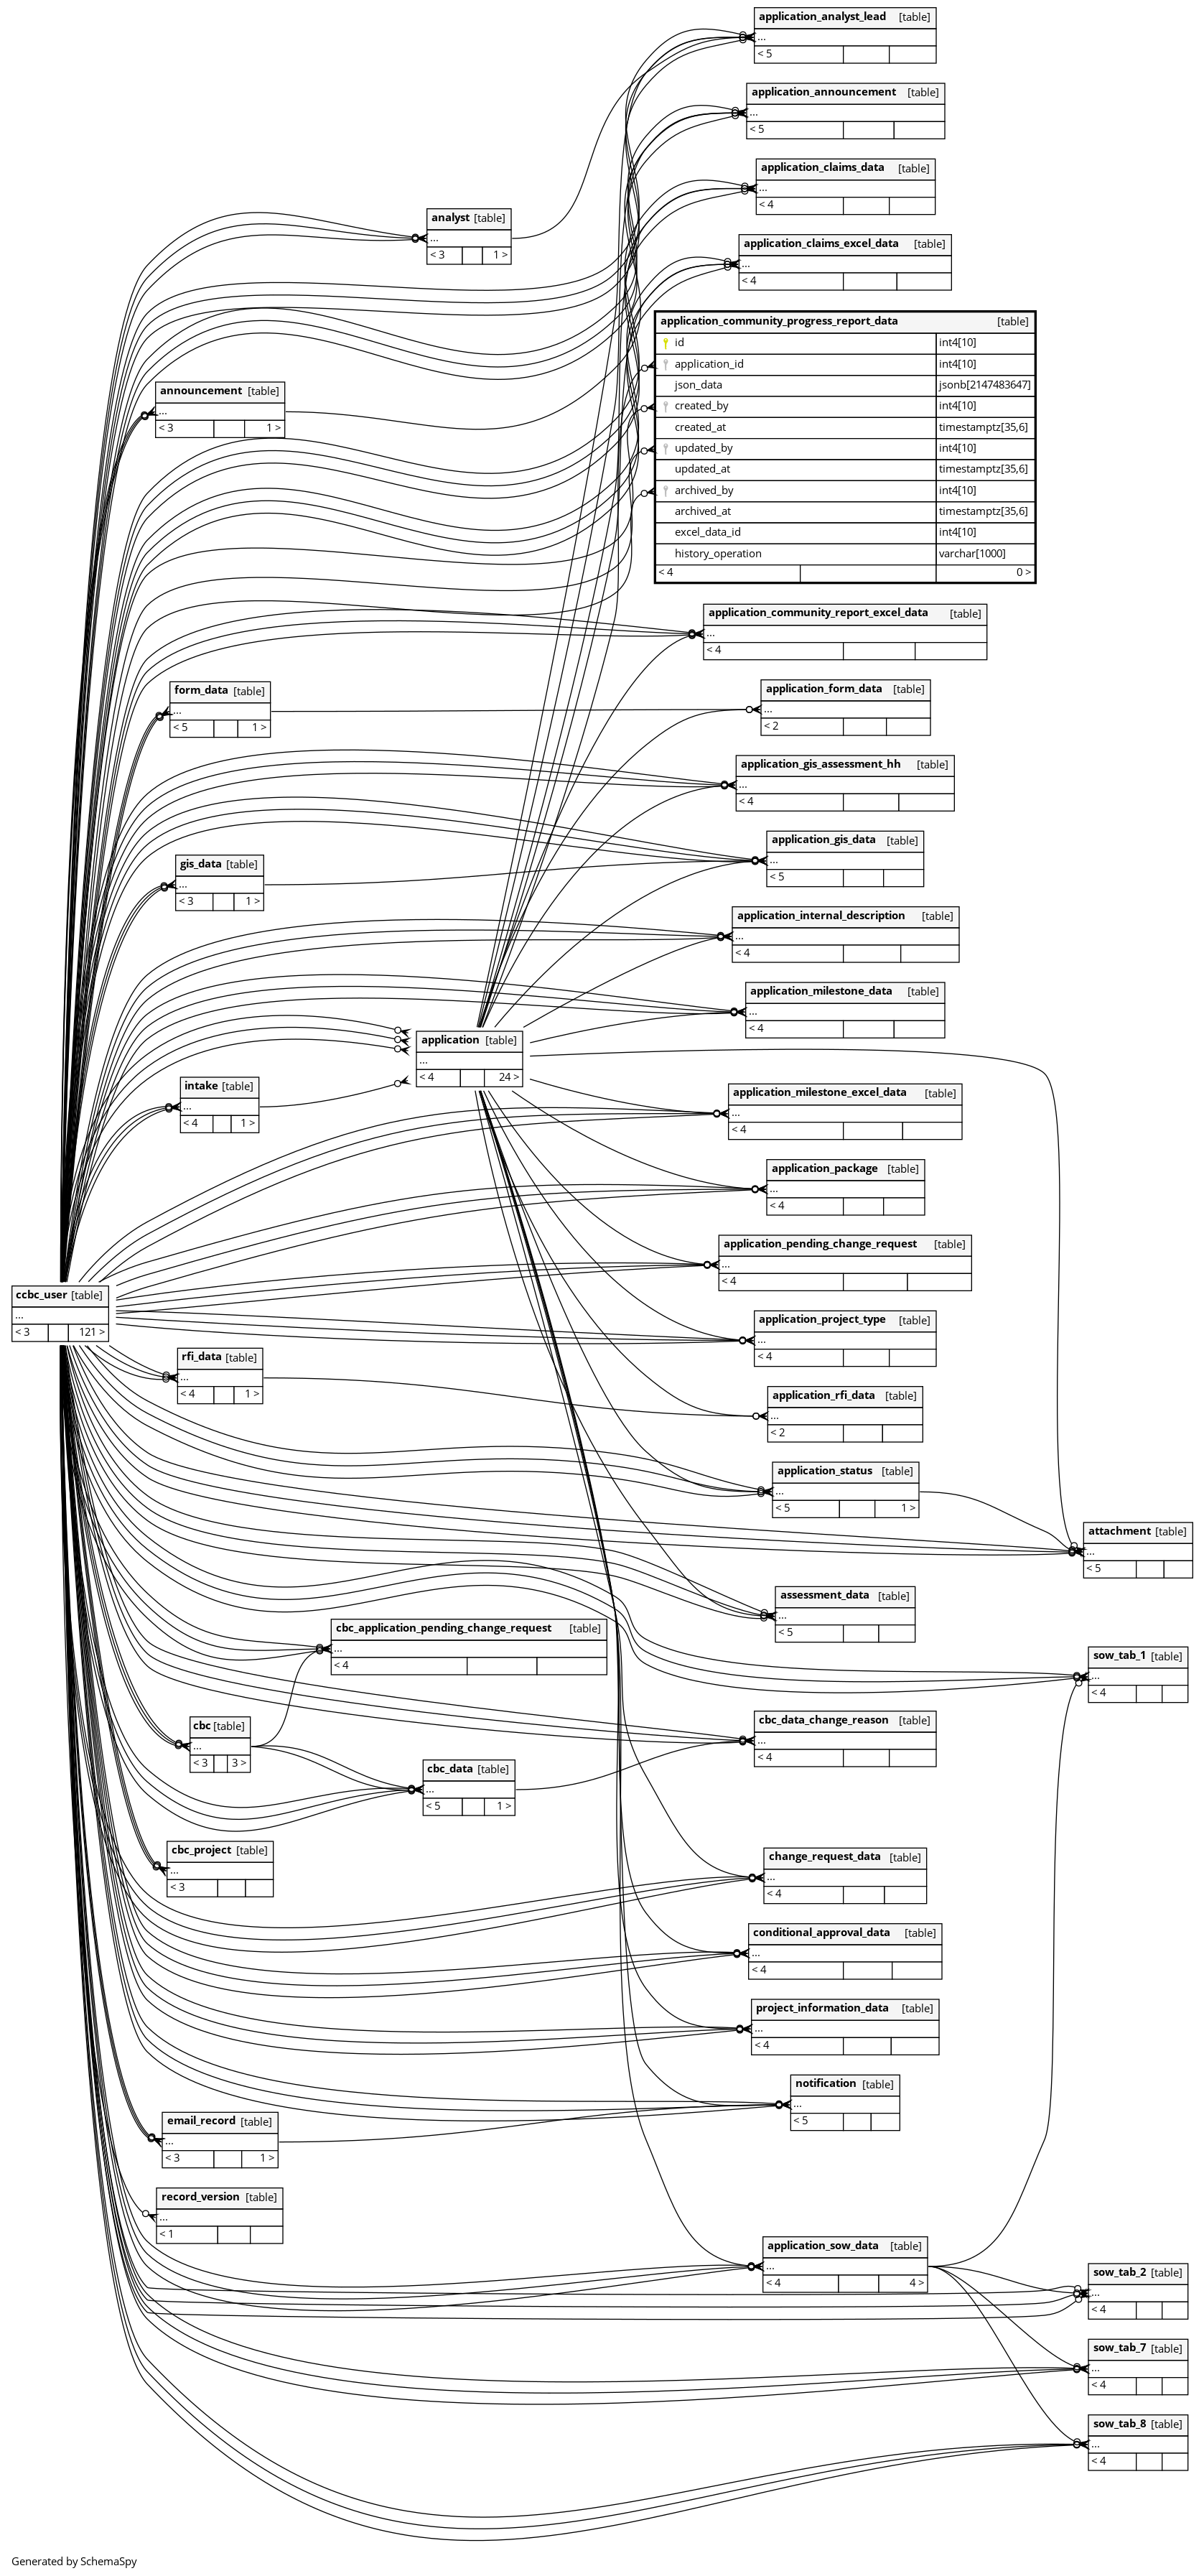 application_analyst_lead [table]
...
< 5
application_announcement [table]
...
< 5
application_claims_data [table]
...
< 4
analyst [table]
...
< 3 1 >
application_claims_excel_data [table]
...
< 4
application_community_progress_report_data [table]
id int4[10]
application_id int4[10]
json_data jsonb[2147483647]
created_by int4[10]
created_at timestamptz[35,6]
updated_by int4[10]
updated_at timestamptz[35,6]
archived_by int4[10]
archived_at timestamptz[35,6]
excel_data_id int4[10]
history_operation varchar[1000]
< 4 0 >
announcement [table]
...
< 3 1 >
application_community_report_excel_data [table]
...
< 4
form_data [table]
...
< 5 1 >
application_form_data [table]
...
< 2
application_gis_assessment_hh [table]
...
< 4
application_gis_data [table]
...
< 5
gis_data [table]
...
< 3 1 >
application_internal_description [table]
...
< 4
application_milestone_data [table]
...
< 4
application [table]
...
< 4 24 >
intake [table]
...
< 4 1 >
application_milestone_excel_data [table]
...
< 4
application_package [table]
...
< 4
application_pending_change_request [table]
...
< 4
ccbc_user [table]
...
< 3 121 >
application_project_type [table]
...
< 4
rfi_data [table]
...
< 4 1 >
application_rfi_data [table]
...
< 2
application_status [table]
...
< 5 1 >
attachment [table]
...
< 5
assessment_data [table]
...
< 5
cbc_application_pending_change_request [table]
...
< 4
sow_tab_1 [table]
...
< 4
cbc [table]
...
< 3 3 >
cbc_data_change_reason [table]
...
< 4
cbc_data [table]
...
< 5 1 >
cbc_project [table]
...
< 3
change_request_data [table]
...
< 4
conditional_approval_data [table]
...
< 4
project_information_data [table]
...
< 4
notification [table]
...
< 5
email_record [table]
...
< 3 1 >
record_version [table]
...
< 1
application_sow_data [table]
...
< 4 4 >
sow_tab_2 [table]
...
< 4
sow_tab_7 [table]
...
< 4
sow_tab_8 [table]
...
< 4
Generated by SchemaSpy